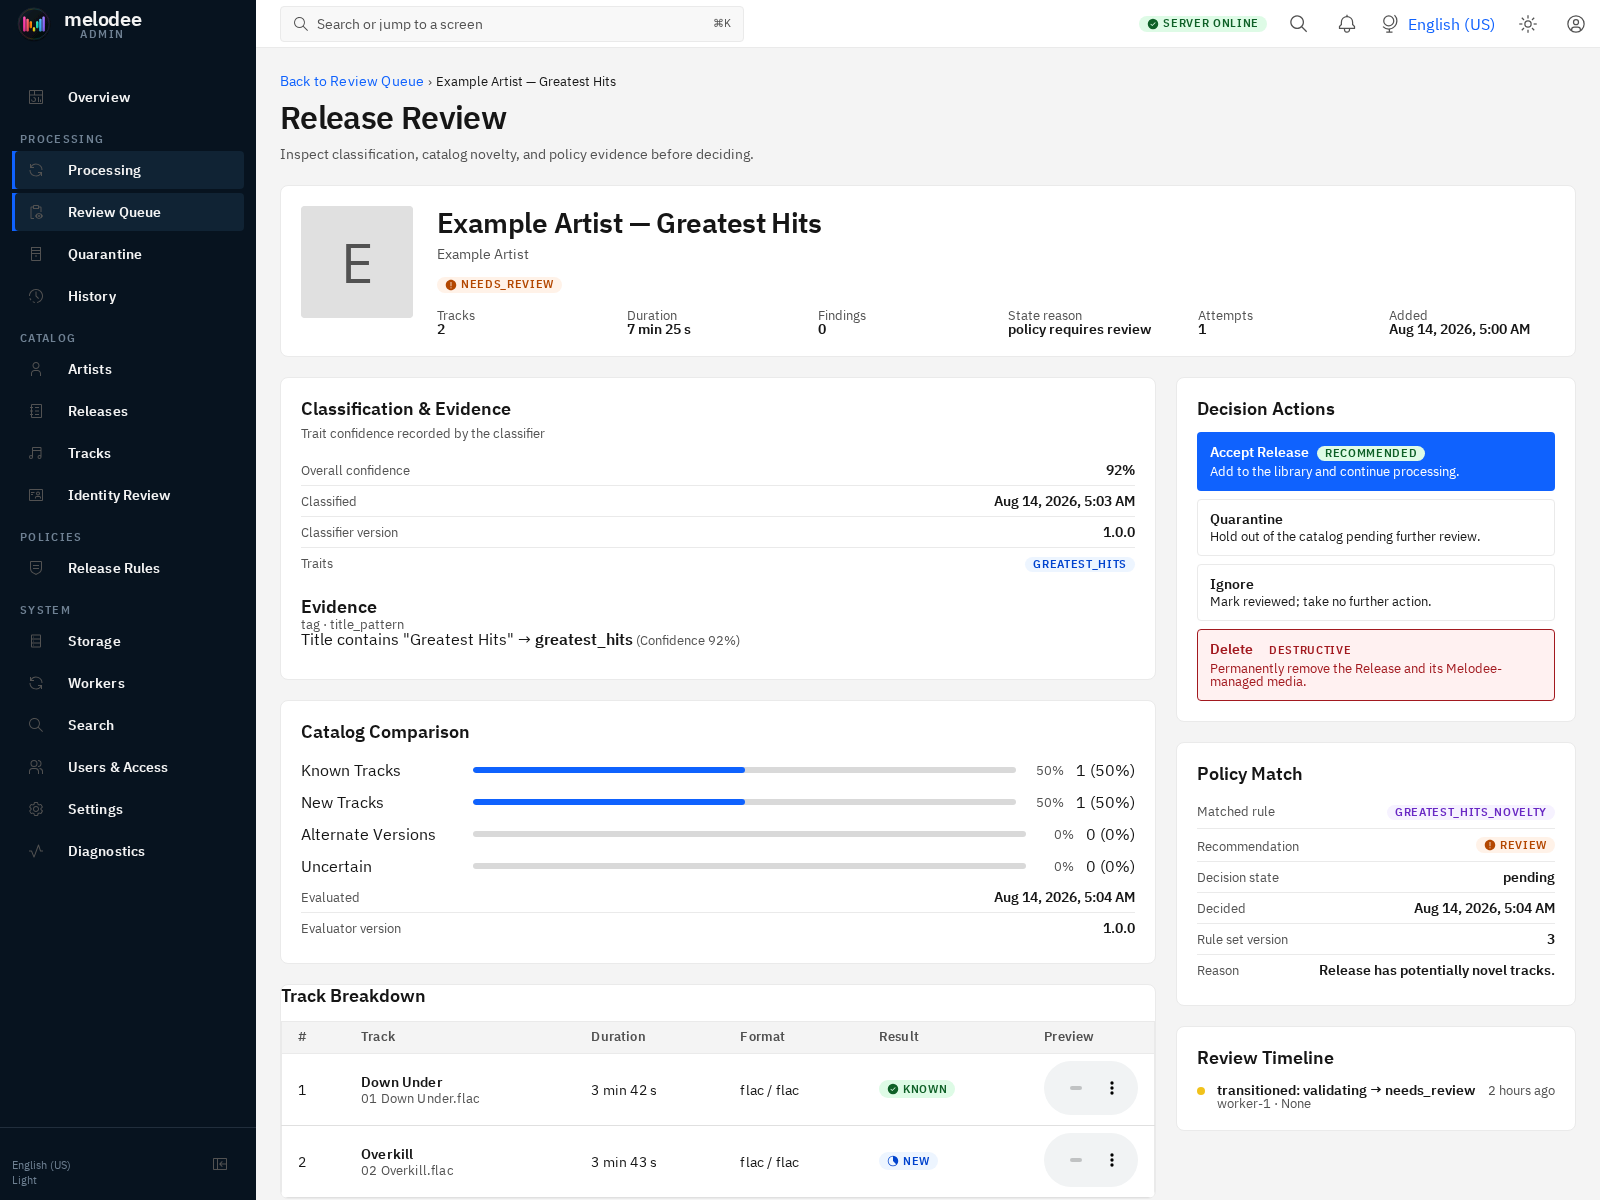 melodee
ADMIN
Search or jump to a screen
⌘K
SERVER ONLINE
English (US)
Overview
PROCESSING
Processing
Review Queue
Quarantine
History
CATALOG
Artists
Releases
Tracks
Identity Review
POLICIES
Release Rules
SYSTEM
Storage
Workers
Search
Users & Access
Settings
Diagnostics
English (US)
Light
Back to Review Queue › Example Artist — Greatest Hits
Release Review
Inspect classification, catalog novelty, and policy evidence before deciding.
E
Example Artist — Greatest Hits
Example Artist
NEEDS_REVIEW
Tracks
2
Duration
7 min 25 s
Findings
0
State reason
policy requires review
Attempts
1
Added
Aug 14, 2026, 5:00 AM
Classification & Evidence
Trait confidence recorded by the classifier
Overall confidence 92%
Classified Aug 14, 2026, 5:03 AM
Classifier version 1.0.0
Traits GREATEST_HITS
Evidence
tag · title_pattern
Title contains "Greatest Hits" → greatest_hits (Confidence 92%)
Catalog Comparison
Known Tracks 50% 1 (50%)
New Tracks 50% 1 (50%)
Alternate Versions 0% 0 (0%)
Uncertain 0% 0 (0%)
Evaluated Aug 14, 2026, 5:04 AM
Evaluator version 1.0.0
Track Breakdown
# Track Duration Format Result Preview
1 Down Under 3 min 42 s flac / flac KNOWN
01 Down Under.flac
2 Overkill 3 min 43 s flac / flac NEW
02 Overkill.flac
Decision Actions
Accept Release RECOMMENDED
Add to the library and continue processing.
Quarantine
Hold out of the catalog pending further review.
Ignore
Mark reviewed; take no further action.
Delete DESTRUCTIVE
Permanently remove the Release and its Melodee-
managed media.
Policy Match
Matched rule GREATEST_HITS_NOVELTY
Recommendation REVIEW
Decision state pending
Decided Aug 14, 2026, 5:04 AM
Rule set version 3
Reason Release has potentially novel tracks.
Review Timeline
transitioned: validating → needs_review 2 hours ago
worker-1 · None